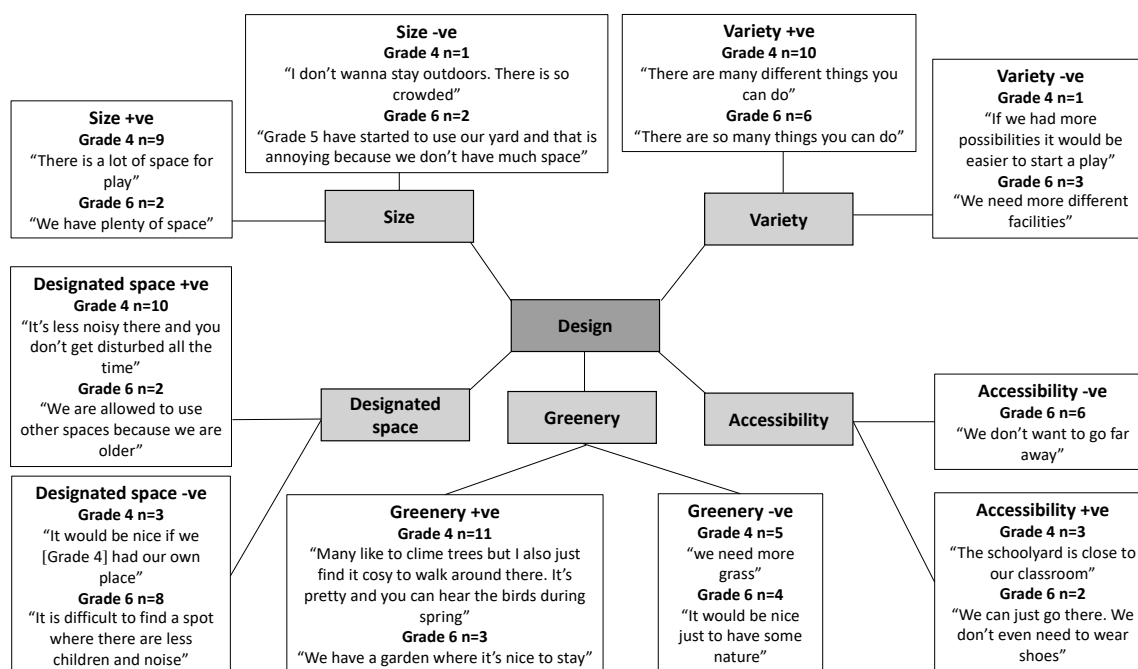 Size -ve
Grade 4 n=1
“I don’t wanna stay outdoors. There is so
crowded”
Grade 6 n=2
“Grade 5 have started to use our yard and that is
annoying because we don’t have much space”
Variety +ve
Grade 4 n=10
“There are many different things you
can do”
Grade 6 n=6
“There are so many things you can do”
Variety -ve
Grade 4 n=1
“If we had more
possibilities it would be
easier to start a play”
Grade 6 n=3
“We need more different
facilities”
Size +ve
Grade 4 n=9
“There is a lot of space for
play”
Grade 6 n=2
“We have plenty of space”
Size
Variety
Designated space +ve
Grade 4 n=10
“It’s less noisy there and you
don’t get disturbed all the
time”
Grade 6 n=2
“We are allowed to use
other spaces because we are
older”
Design
Designated
space
Greenery
Accessibility
Accessibility -ve
Grade 6 n=6
“We don’t want to go far
away”
Designated space -ve
Grade 4 n=3
“It would be nice if we
[Grade 4] had our own
place”
Grade 6 n=8
“It is difficult to find a spot
where there are less
children and noise”
Greenery +ve
Grade 4 n=11
“Many like to clime trees but I also just
find it cosy to walk around there. It’s
pretty and you can hear the birds during
spring”
Grade 6 n=3
“We have a garden where it’s nice to stay”
Greenery -ve
Grade 4 n=5
“we need more
grass”
Grade 6 n=4
“It would be nice
just to have some
nature”
Accessibility +ve
Grade 4 n=3
“The schoolyard is close to
our classroom”
Grade 6 n=2
“We can just go there. We
don’t even need to wear
shoes”